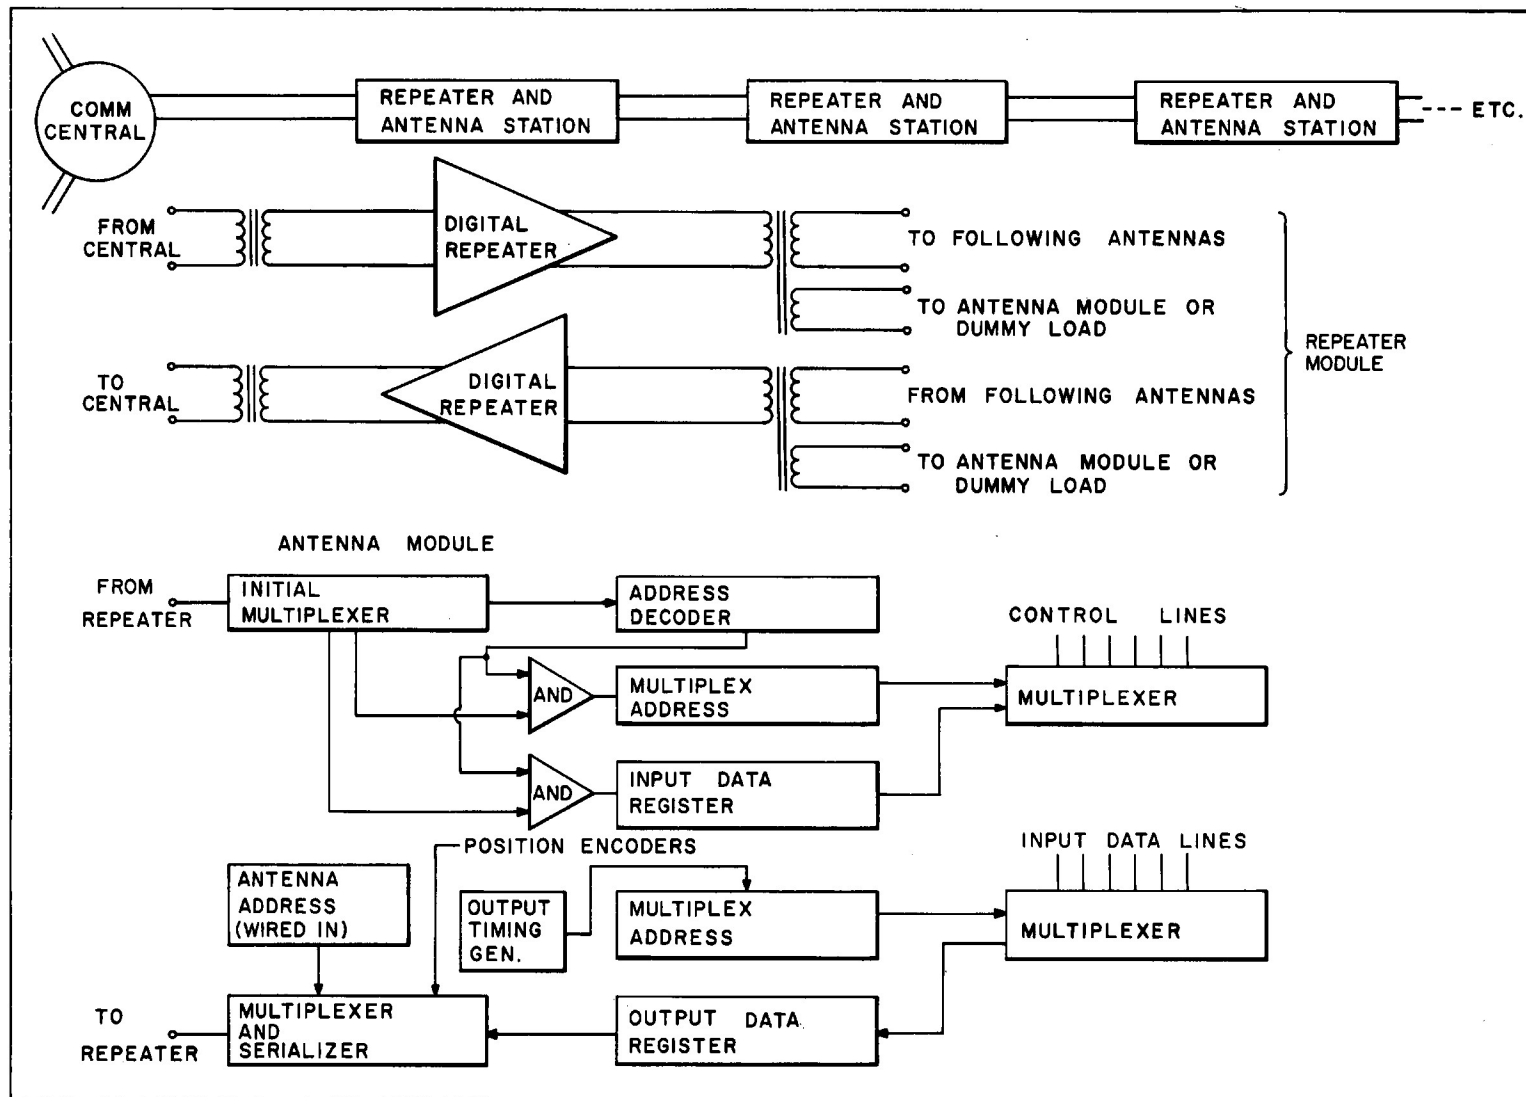 COMM
CENTRAL
REPEATER AND
ANTENNA STATION
REPEATER AND
ANTENNA STATION
REPEATER AND
ANTENNA STATION
--- ETC.
FROM
CENTRAL
DIGITAL
REPEATER
TO FOLLOWING ANTENNAS
TO ANTENNA MODULE OR
DUMMY LOAD
REPEATER
MODULE
TO
CENTRAL
DIGITAL
REPEATER
FROM FOLLOWING ANTENNAS
TO ANTENNA MODULE OR
DUMMY LOAD
ANTENNA MODULE
FROM
REPEATER
INITIAL
MULTIPLEXER
ADDRESS
DECODER
CONTROL LINES
AND
MULTIPLEX
ADDRESS
MULTIPLEXER
AND
INPUT DATA
REGISTER
POSITION ENCODERS
INPUT DATA LINES
ANTENNA
ADDRESS
(WIRED IN)
OUTPUT
TIMING
GEN.
MULTIPLEX
ADDRESS
MULTIPLEXER
TO
REPEATER
MULTIPLEXER
AND
SERIALIZER
OUTPUT DATA
REGISTER